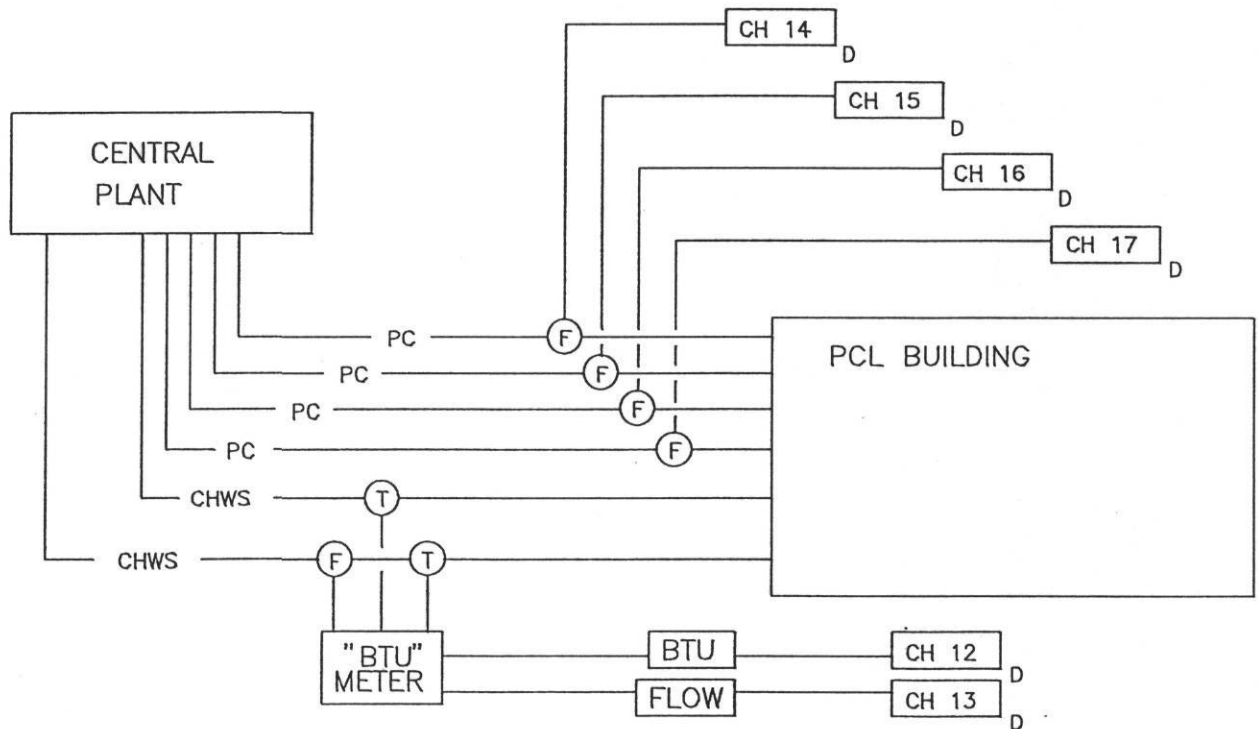 CH 14
D
CH 15
D
CENTRAL
PLANT
CH 16
D
CH 17
D
PC
F
PCL BUILDING
PC
F
PC
F
PC
F
CHWS
T
CHWS
F
T
"BTU"
METER
BTU
CH 12
D
FLOW
CH 13
D